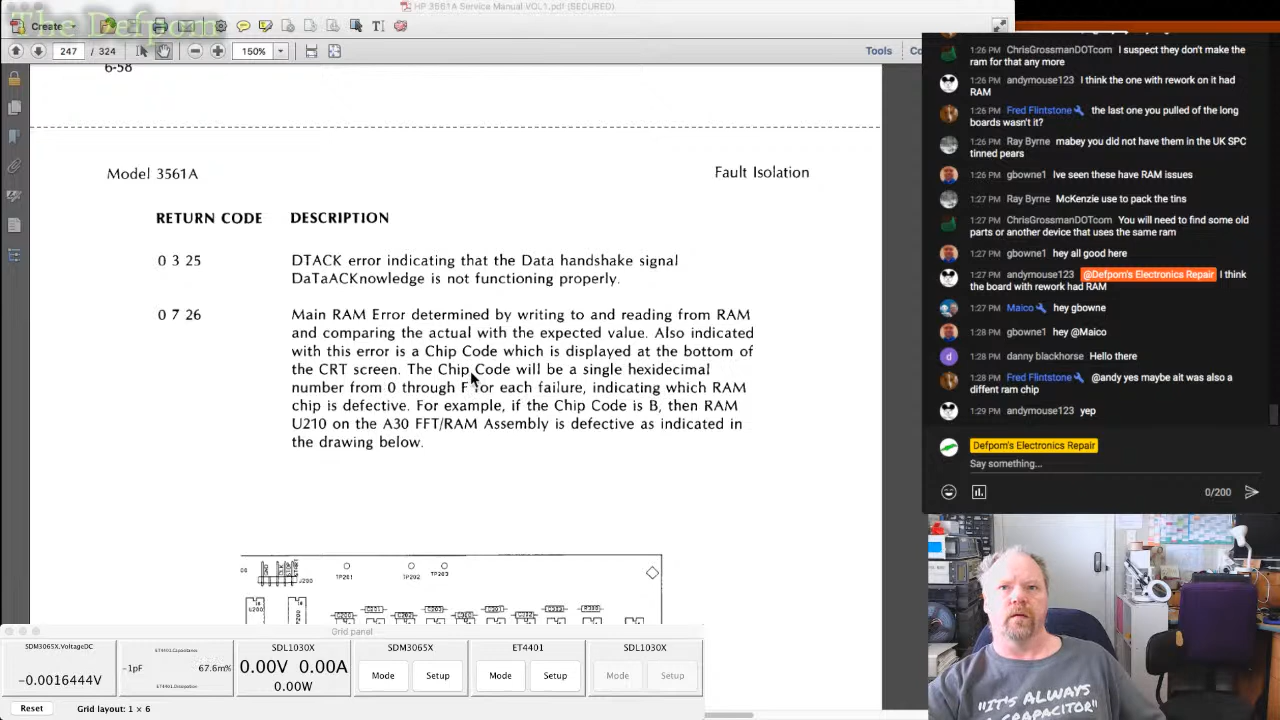 HP 3561A Service Manual VOL1.pdf (SECURED)
The Defpom
Create
247 / 324
150%
Tools
6-58
Model 3561A
Fault Isolation
RETURN CODE DESCRIPTION
0 3 25 DTACK error indicating that the Data handshake signal
DaTaACKnowledge is not functioning properly.
0 7 26 Main RAM Error determined by writing to and reading from RAM
and comparing the actual with the expected value. Also indicated
with this error is a Chip Code which is displayed at the bottom of
the CRT screen. The Chip Code will be a single hexidecimal
number from 0 through F for each failure, indicating which RAM
chip is defective. For example, if the Chip Code is B, then RAM
U210 on the A30 FFT/RAM Assembly is defective as indicated in
the drawing below.
TP201 TP202 TP203
Grid panel
SDM3065X.VoltageDC
-0.0016444V
ET4401.Capacitance
-1pF 67.6m%
ET4401.Dissipation
SDL1030X
0.00V 0.00A
0.00W
SDM3065X
Mode Setup
ET4401
Mode Setup
SDL1030X
Mode Setup
Reset Grid layout: 1 × 6
1:26 PM ChrisGrossmanDOTcom I suspect they don't make the
ram for that any more
1:26 PM andymouse123 I think the one with rework on it had
RAM
1:26 PM Fred Flintstone the last one you pulled of the long
boards wasn't it?
1:26 PM Ray Byrne mabey you did not have them in the UK SPC
tinned pears
1:26 PM gbowne1 Ive seen these have RAM issues
1:27 PM Ray Byrne McKenzie use to pack the tins
1:27 PM ChrisGrossmanDOTcom You will need to find some old
parts or another device that uses the same ram
1:27 PM gbowne1 hey all good here
1:27 PM andymouse123 @Defpom's Electronics Repair I think
the board with rework had RAM
1:27 PM Maico hey gbowne
1:28 PM gbowne1 hey @Maico
1:28 PM danny blackhorse Hello there
1:28 PM Fred Flintstone @andy yes maybe ait was also a
diffent ram chip
1:29 PM andymouse123 yep
Defpom's Electronics Repair
Say something...
0/200
"IT'S ALWAYS
A CRAPACITOR"